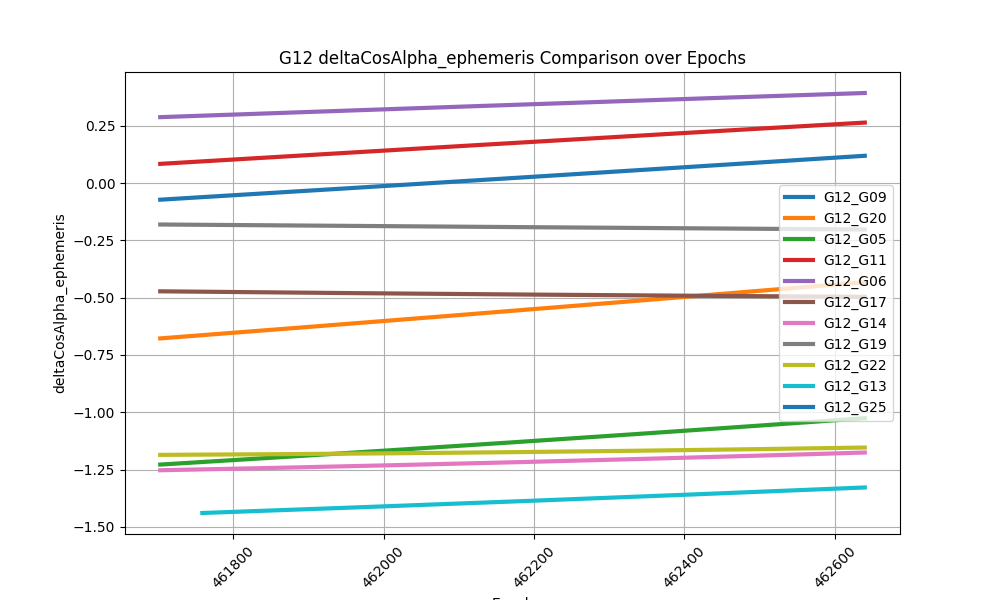 G12 deltaCosAlpha_ephemeris Comparison over Epochs
deltaCosAlpha_ephemeris
0.25
0.00
−0.25
−0.50
−0.75
−1.00
−1.25
−1.50
G12_G09
G12_G20
G12_G05
G12_G11
G12_G06
G12_G17
G12_G14
G12_G19
G12_G22
G12_G13
G12_G25
461800
462000
462200
462400
462600